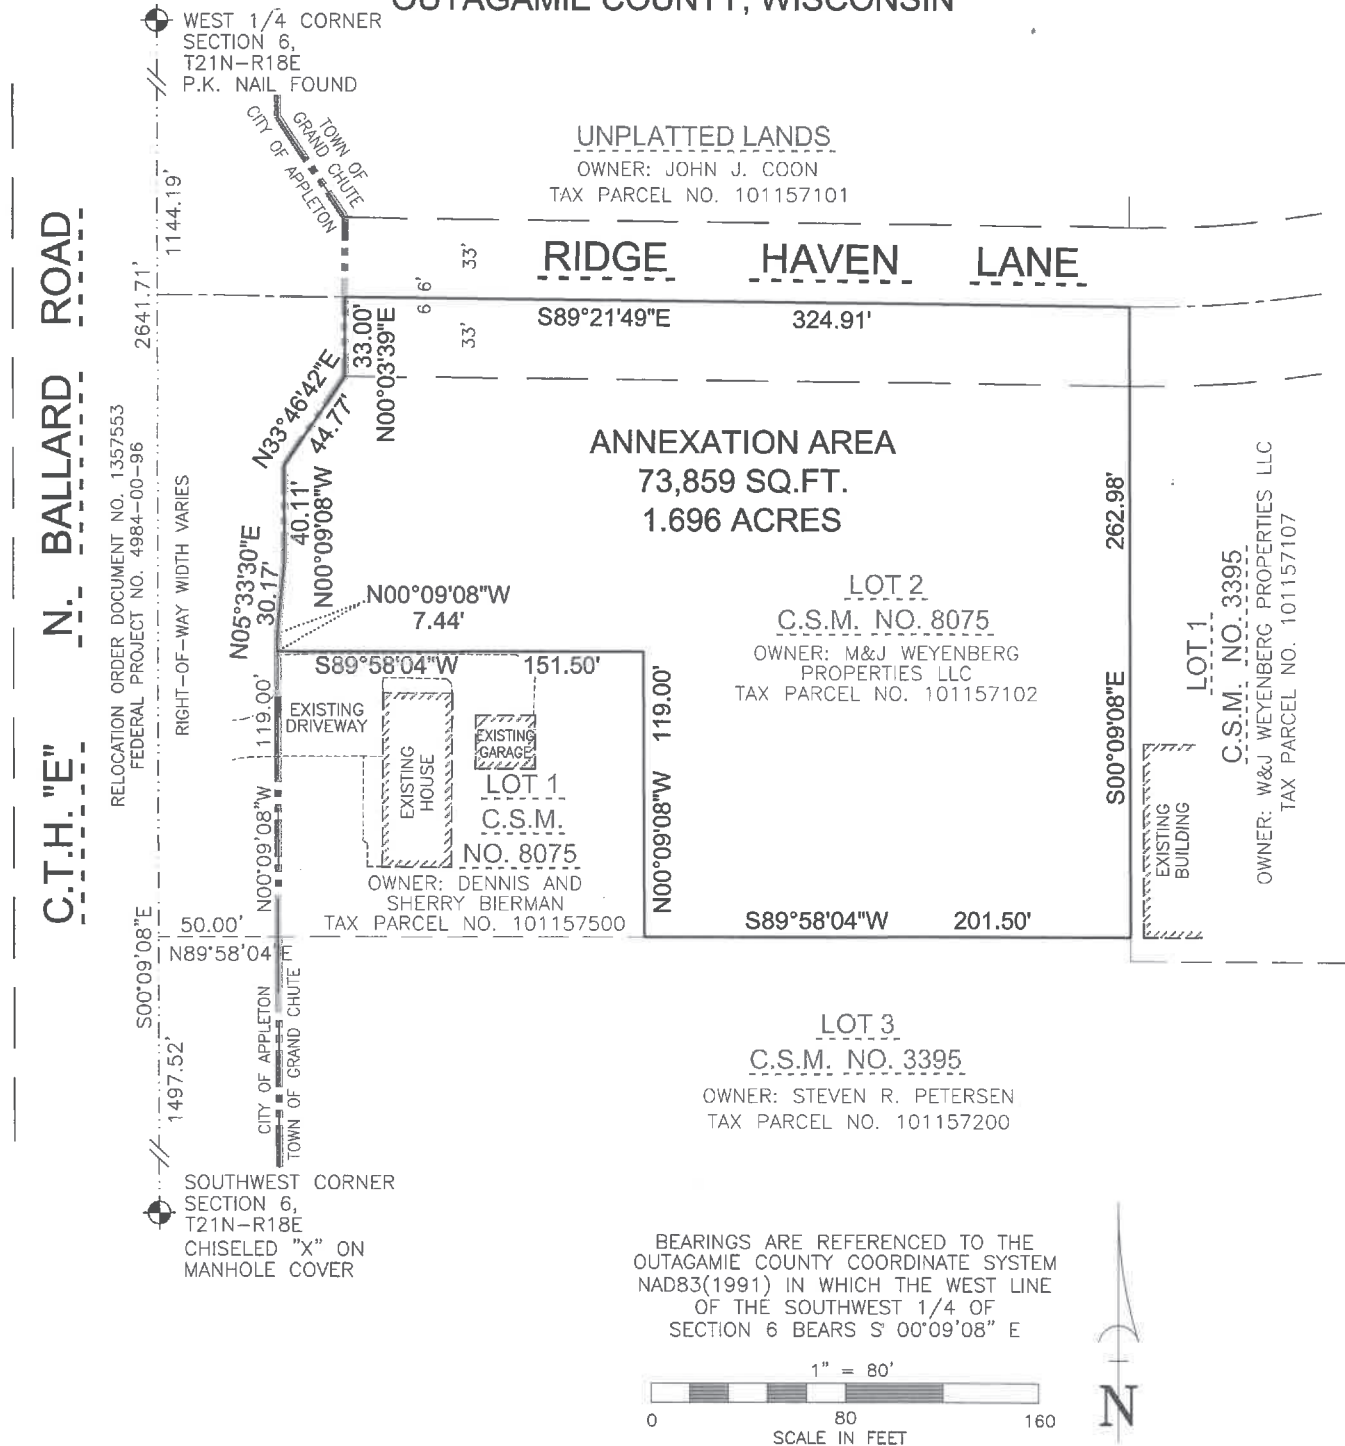 OUTAGAMIE COUNTY, WISCONSIN
WEST 1/4 CORNER
SECTION 6,
T21N-R18E
P.K. NAIL FOUND
TOWN OF
GRAND CHUTE
CITY OF APPLETON
UNPLATTED LANDS
OWNER: JOHN J. COON
TAX PARCEL NO. 101157101
1144.19'
2641.71'
RIDGE HAVEN LANE
33'
6'
6'
33'
S89°21'49"E 324.91'
33.00'
N00°03'39"E
N33°46'42"E
44.77'
40.11'
N00°09'08"W
N05°33'30"E
30.17'
N00°09'08"W
7.44'
ANNEXATION AREA
73,859 SQ.FT.
1.696 ACRES
262.98'
S00°09'08"E
C.T.H. "E" N. BALLARD ROAD
RELOCATION ORDER DOCUMENT NO. 1357553
FEDERAL PROJECT NO. 4984-00-96
RIGHT-OF-WAY WIDTH VARIES
LOT 2
C.S.M. NO. 8075
OWNER: M&J WEYENBERG
PROPERTIES LLC
TAX PARCEL NO. 101157102
LOT 1
C.S.M. NO. 3395
OWNER: W&J WEYENBERG PROPERTIES LLC
TAX PARCEL NO. 101157107
S89°58'04"W 151.50'
119.00'
N00°09'08"W
EXISTING
DRIVEWAY
EXISTING
HOUSE
EXISTING
GARAGE
LOT 1
C.S.M.
NO. 8075
OWNER: DENNIS AND
SHERRY BIERMAN
TAX PARCEL NO. 101157500
N00°09'08"W 119.00'
EXISTING
BUILDING
S89°58'04"W 201.50'
50.00'
N89°58'04"E
S00°09'08"E
1497.52'
CITY OF APPLETON
TOWN OF GRAND CHUTE
LOT 3
C.S.M. NO. 3395
OWNER: STEVEN R. PETERSEN
TAX PARCEL NO. 101157200
SOUTHWEST CORNER
SECTION 6,
T21N-R18E
CHISELED "X" ON
MANHOLE COVER
BEARINGS ARE REFERENCED TO THE
OUTAGAMIE COUNTY COORDINATE SYSTEM
NAD83(1991) IN WHICH THE WEST LINE
OF THE SOUTHWEST 1/4 OF
SECTION 6 BEARS S 00°09'08" E
1" = 80'
0 80 160
SCALE IN FEET
N